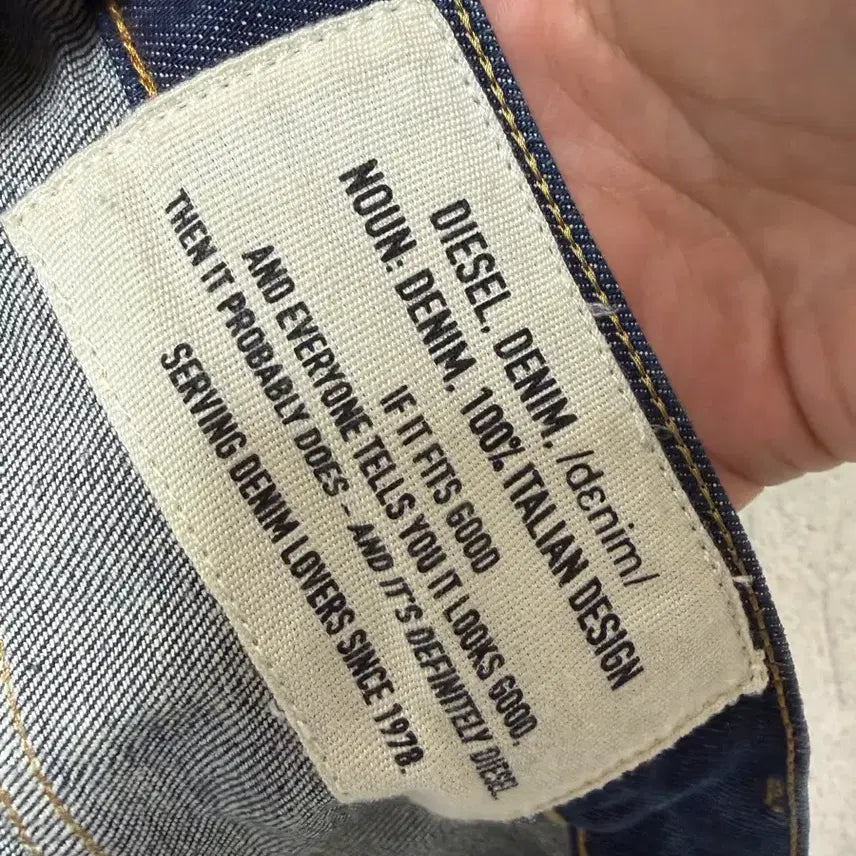 DIESEL, DENIM, /dɛnim/
NOUN: DENIM, 100% ITALIAN DESIGN
IF IT FITS GOOD
AND EVERYONE TELLS YOU IT LOOKS GOOD,
THEN IT PROBABLY DOES - AND IT'S DEFINITELY DIESEL.
SERVING DENIM LOVERS SINCE 1978.